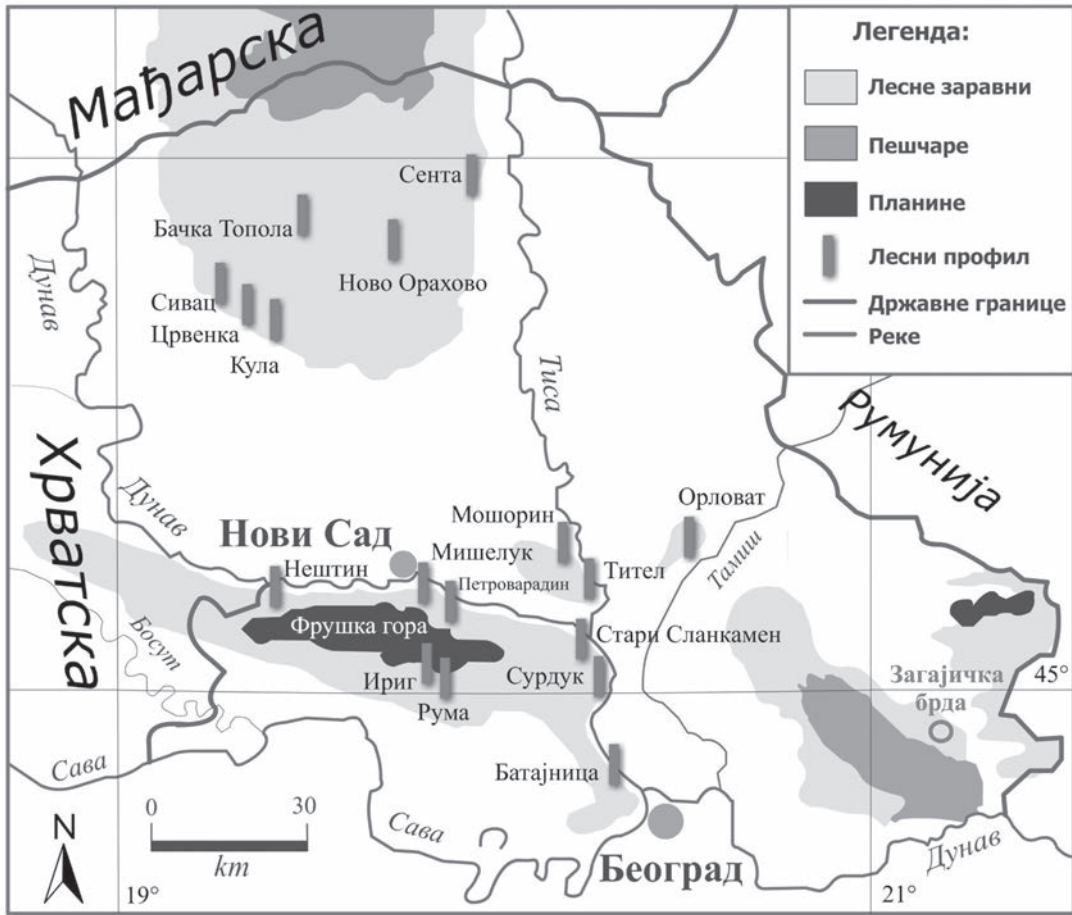 Мађарска
Легенда:
Лесне заравни
Пешчаре
Планине
Лесни профил
Државне границе
Реке
Сента
Бачка Топола
Ново Орахово
Сивац
Црвенка
Кула
Дунав
Тиса
Хрватска
Румунија
Дунав
Нови Сад
Мошорин
Орловат
Мишелук
Нештин
Петроварадин
Тител
Тамиш
Фрушка гора
Стари Сланкамен
Босут
Ириг
Сурдук
Рума
Загајичка
брда
45°
Батајница
Сава
0 30
km
Сава
Београд
Дунав
N
19°
21°